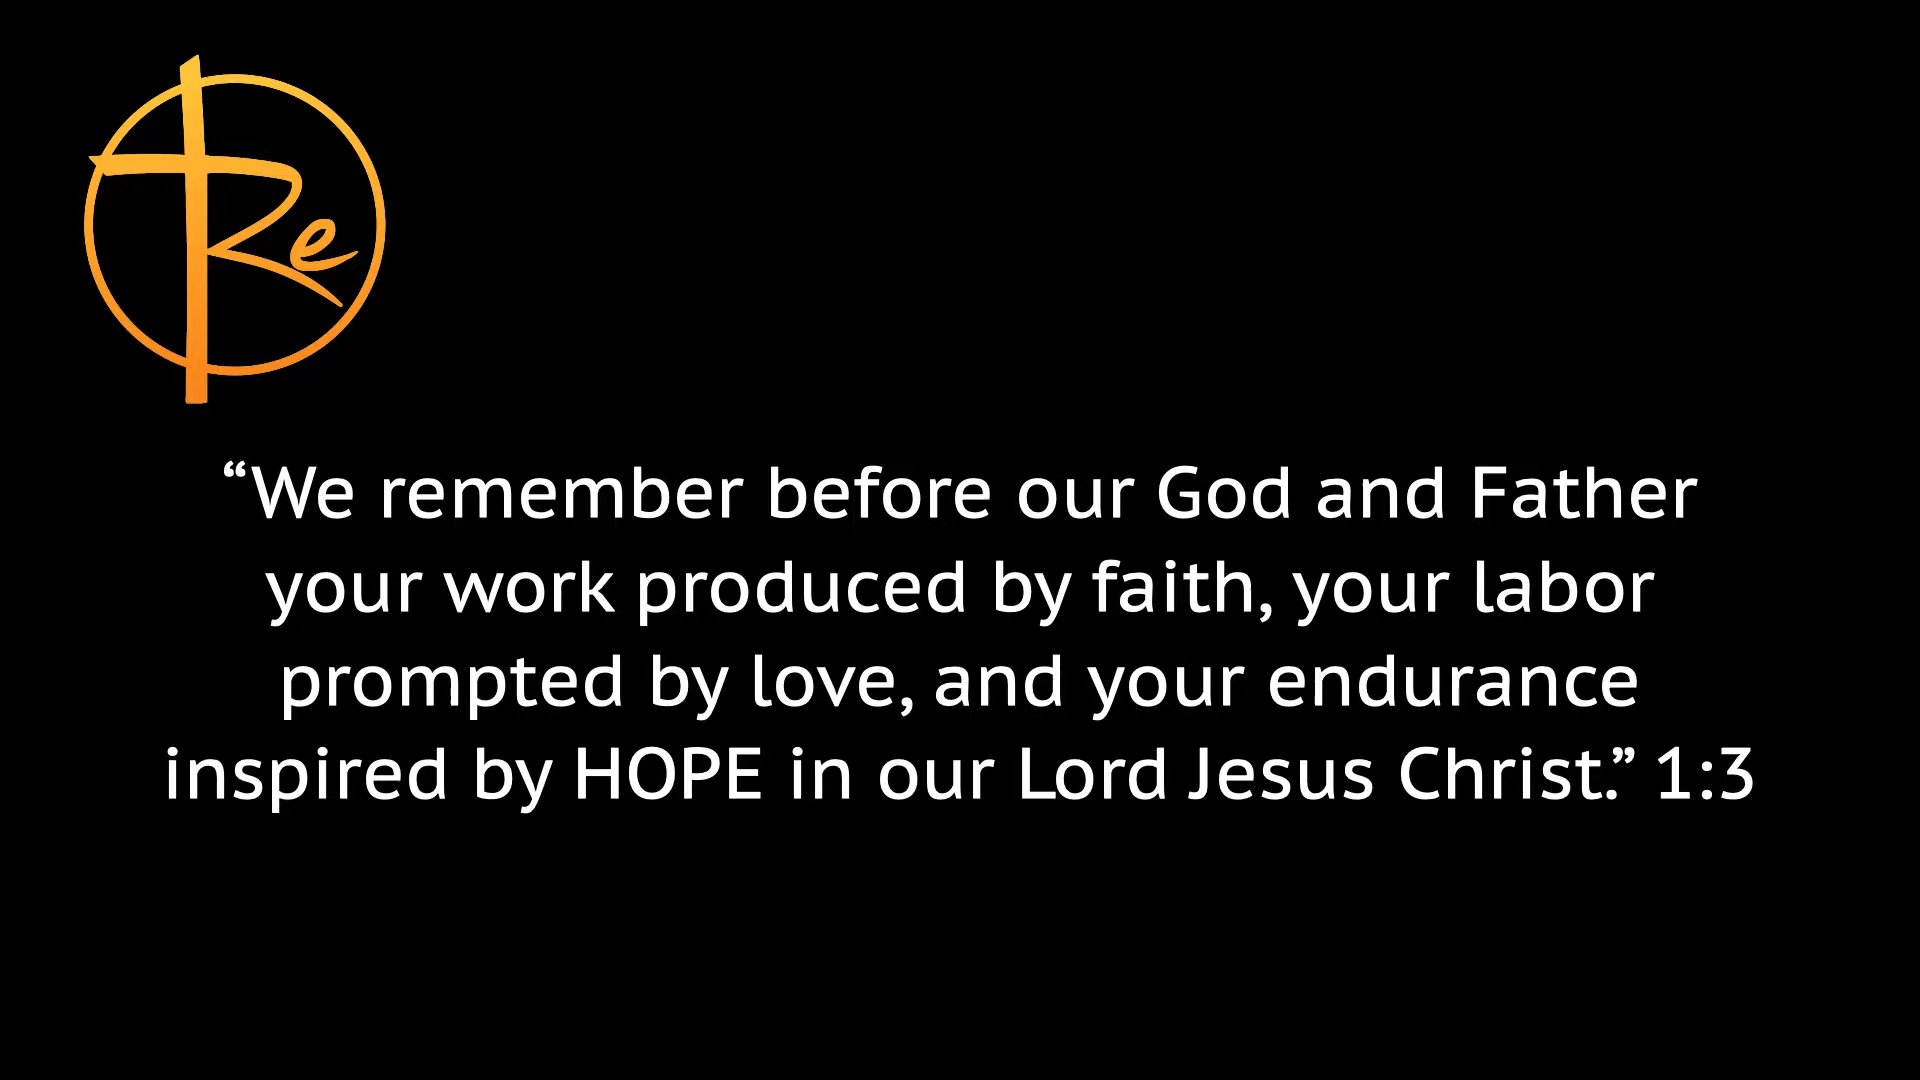 Re
“We remember before our God and Father
your work produced by faith, your labor
prompted by love, and your endurance
inspired by HOPE in our Lord Jesus Christ.” 1:3